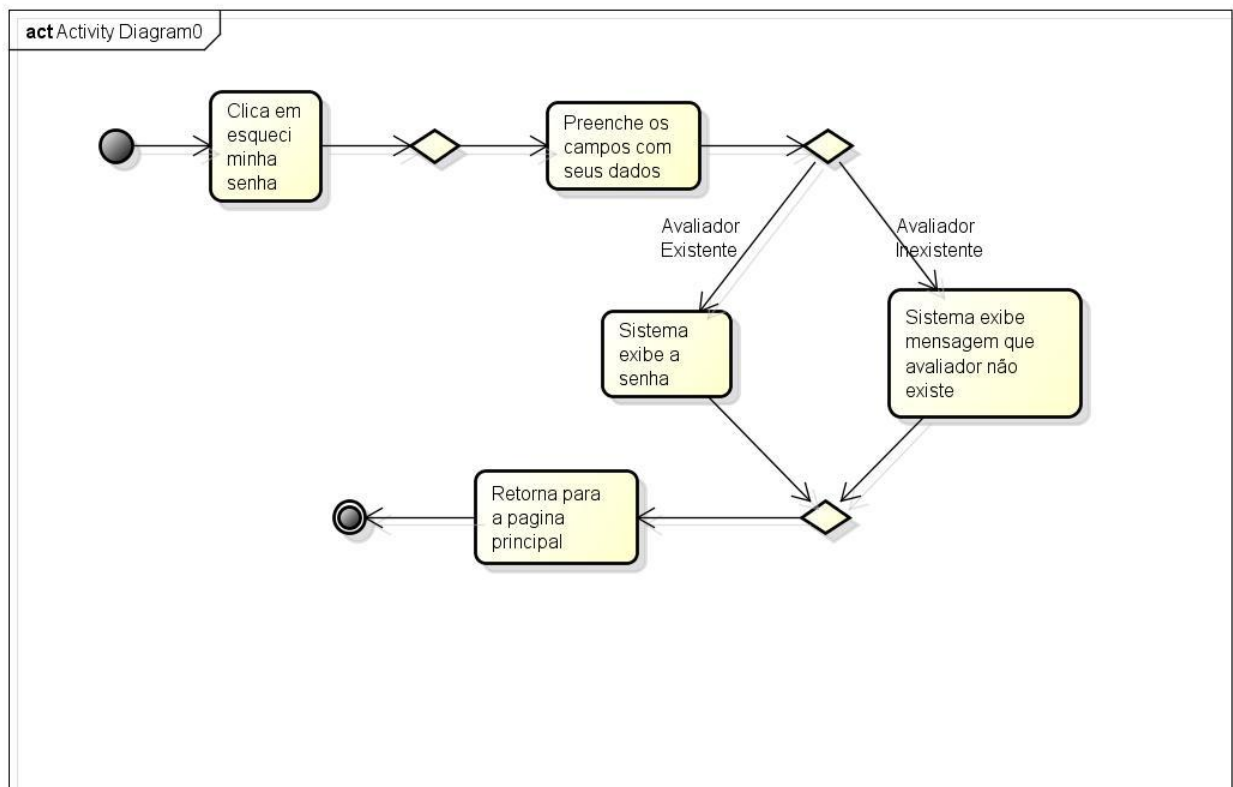 act Activity Diagram0
Clica em
esqueci
minha
senha
Preenche os
campos com
seus dados
Avaliador
Existente
Avaliador
Inexistente
Sistema
exibe a
senha
Sistema exibe
mensagem que
avaliador não
existe
Retorna para
a pagina
principal